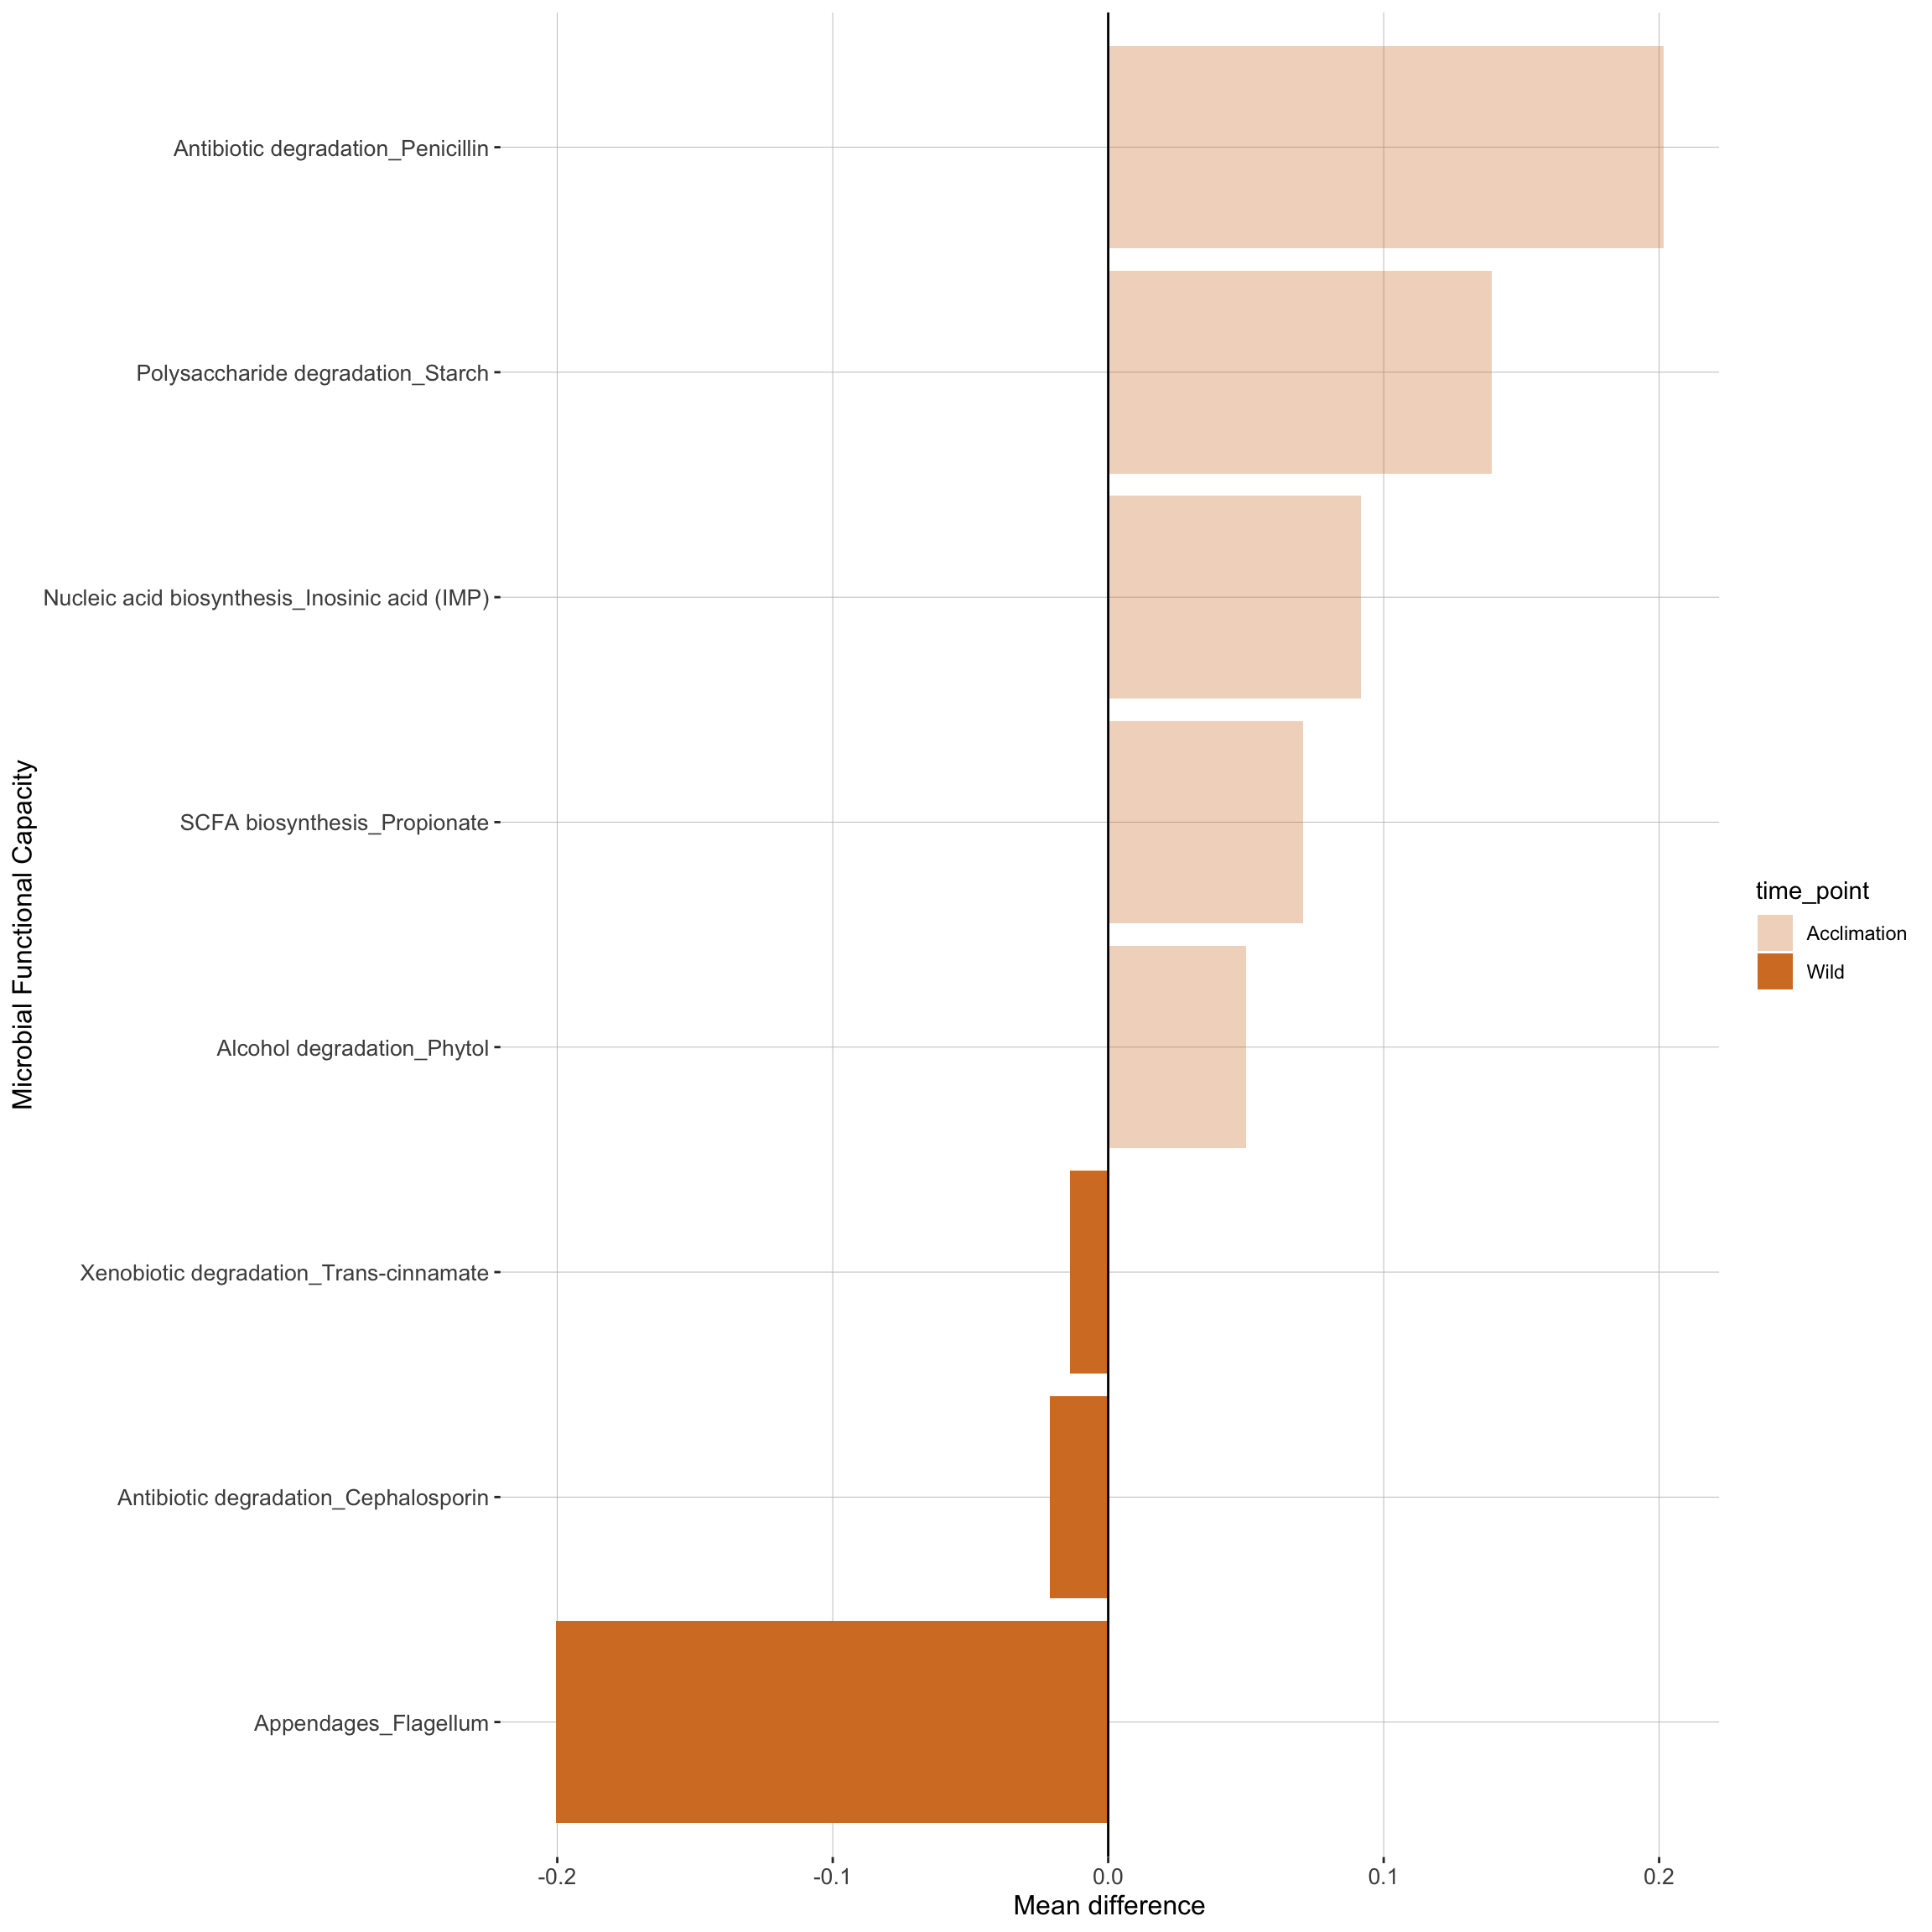 Antibiotic degradation_Penicillin
Polysaccharide degradation_Starch
Nucleic acid biosynthesis_Inosinic acid (IMP)
SCFA biosynthesis_Propionate
Alcohol degradation_Phytol
Xenobiotic degradation_Trans-cinnamate
Antibiotic degradation_Cephalosporin
Appendages_Flagellum
Microbial Functional Capacity
-0.2
-0.1
0.0
0.1
0.2
Mean difference
time_point
Acclimation
Wild